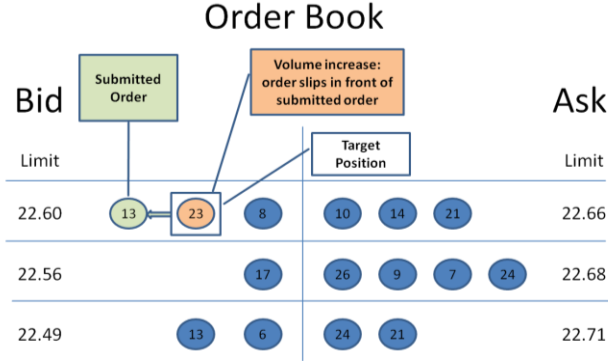 Order Book
Submitted
Order
Volume increase:
order slips in front of
submitted order
Bid
Ask
Target
Position
Limit
Limit
22.60 13 23 8 10 14 21 22.66
22.56 17 26 9 7 24 22.68
22.49 13 6 24 21 22.71